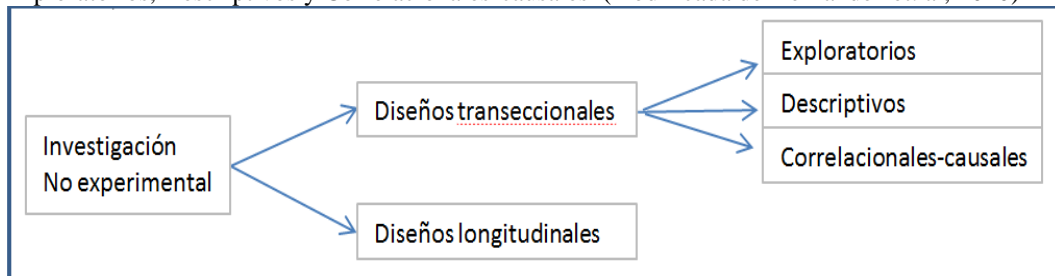 Exploratorios
Diseños transeccionales
Descriptivos
Investigación
No experimental
Correlacionales-causales
Diseños longitudinales